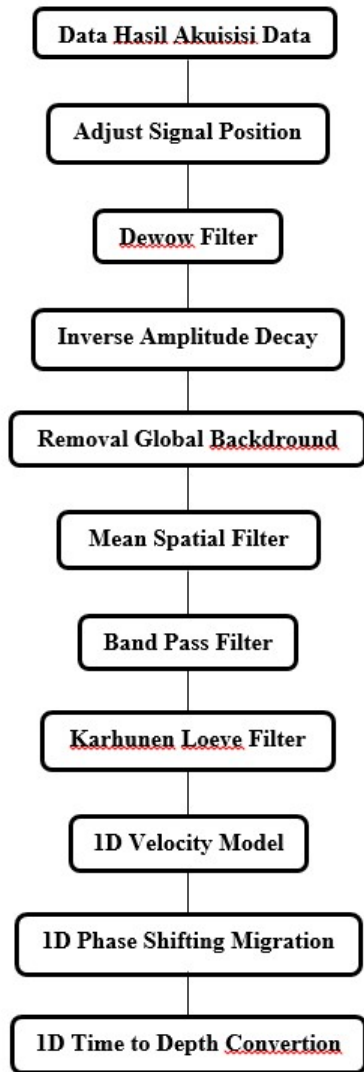 Data Hasil Akuisisi Data
Adjust Signal Position
Dewow Filter
Inverse Amplitude Decay
Removal Global Backdround
Mean Spatial Filter
Band Pass Filter
Karhunen Loeve Filter
1D Velocity Model
1D Phase Shifting Migration
1D Time to Depth Convertion